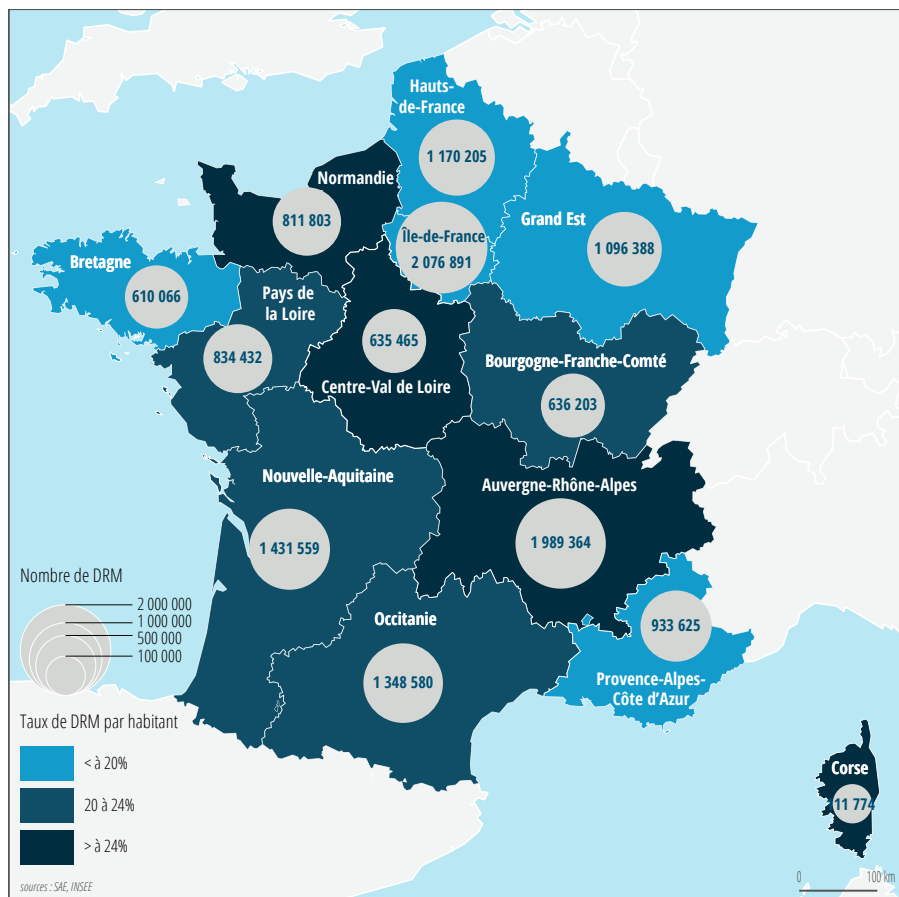 Hauts-
de-France
1 170 205
Normandie
811 803
Île-de-France
2 076 891
Grand Est
1 096 388
Bretagne
610 066
Pays de
la Loire
834 432
635 465
Centre-Val de Loire
Bourgogne-Franche-Comté
636 203
Nouvelle-Aquitaine
1 431 559
Auvergne-Rhône-Alpes
1 989 364
Occitanie
1 348 580
933 625
Provence-Alpes-
Côte d'Azur
Corse
11 774
Nombre de DRM
2 000 000
1 000 000
500 000
100 000
Taux de DRM par habitant
< à 20%
20 à 24%
> à 24%
sources : SAE, INSEE
0 100 km